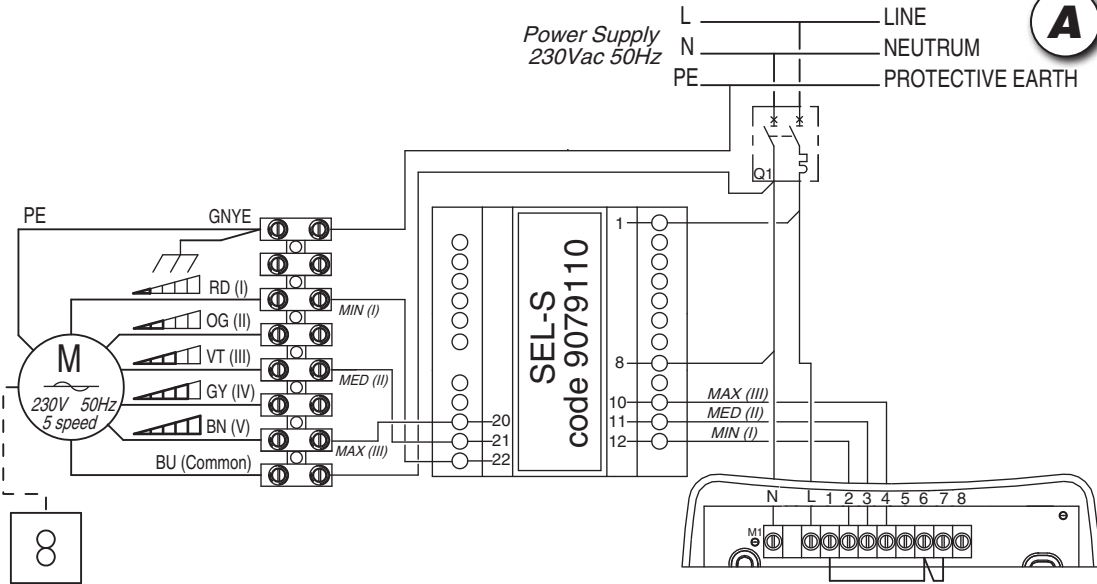 L LINE
A
Power Supply
230Vac 50Hz
N NEUTRUM
PE PROTECTIVE EARTH
Q1
PE GNYE
1
RD (I)
MIN (I)
OG (II)
VT (III)
MED (II)
M
230V 50Hz
5 speed
GY (IV)
BN (V)
MAX (III)
BU (Common)
SEL-S
code 9079110
8
10 MAX (III)
11 MED (II)
12 MIN (I)
20
21
22
N L 1 2 3 4 5 6 7 8
M1
8